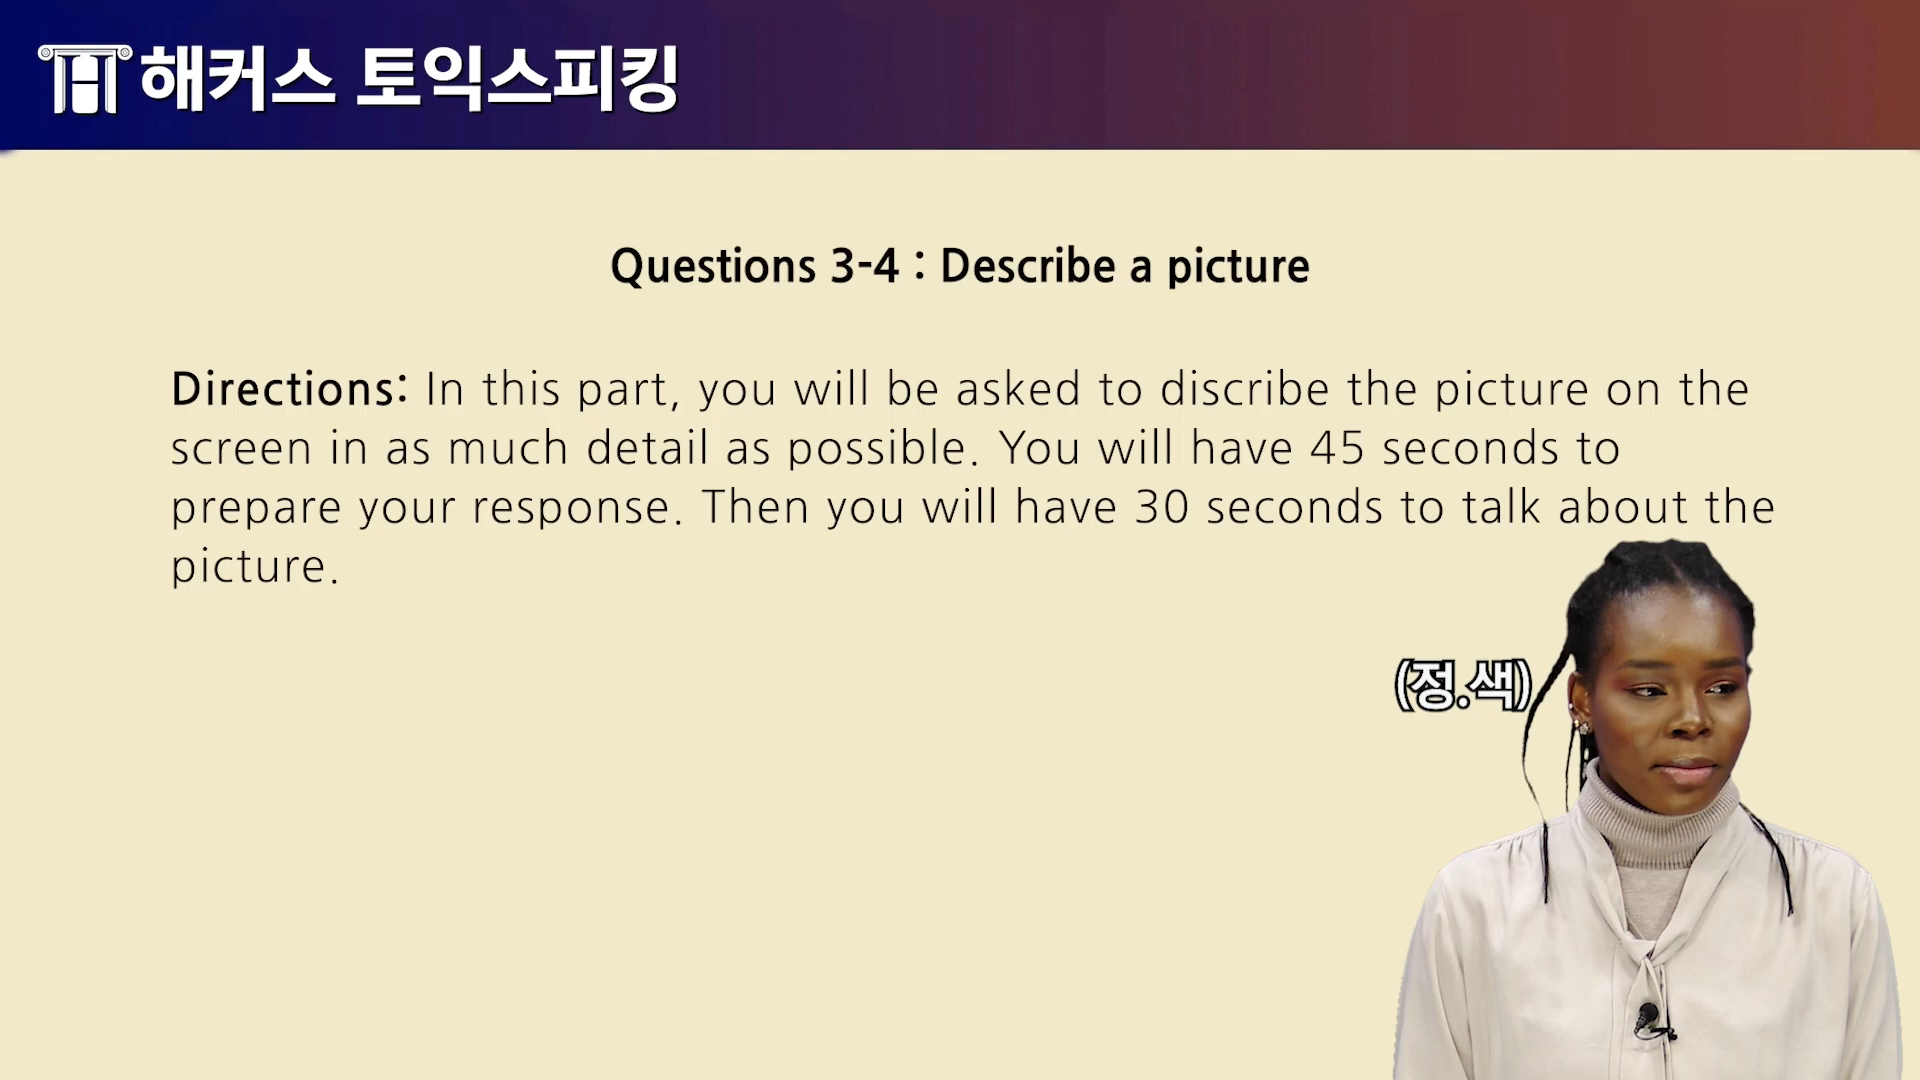 해커스 토익스피킹
Questions 3-4 : Describe a picture
Directions: In this part, you will be asked to discribe the picture on the
screen in as much detail as possible. You will have 45 seconds to
prepare your response. Then you will have 30 seconds to talk about the
picture.
(정.색)